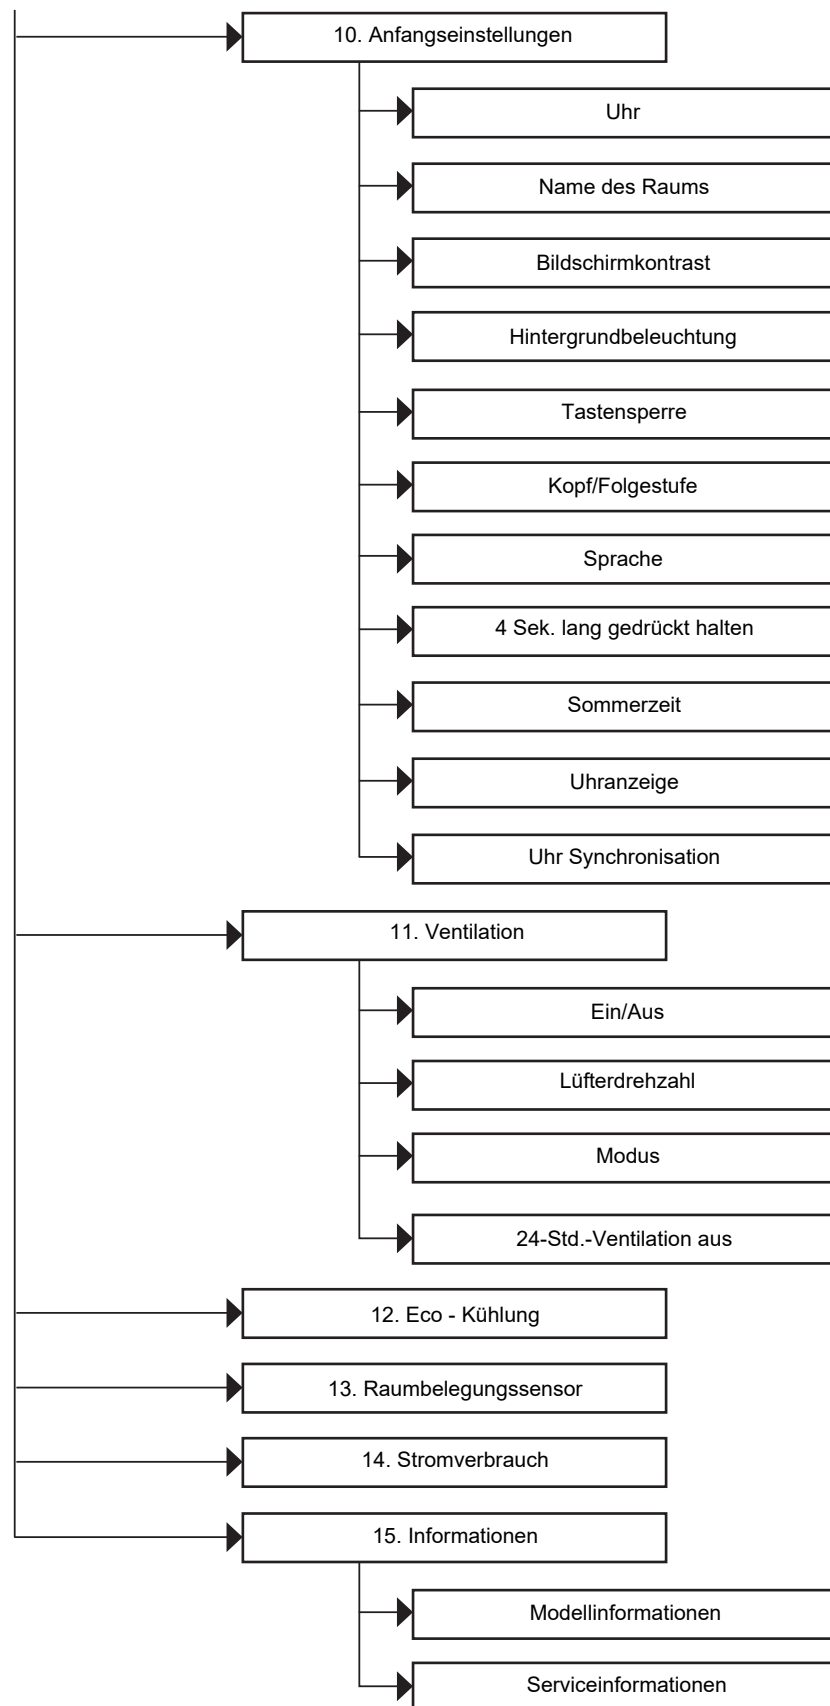 10. Anfangseinstellungen
Uhr
Name des Raums
Bildschirmkontrast
Hintergrundbeleuchtung
Tastensperre
Kopf/Folgestufe
Sprache
4 Sek. lang gedrückt halten
Sommerzeit
Uhranzeige
Uhr Synchronisation
11. Ventilation
Ein/Aus
Lüfterdrehzahl
Modus
24-Std.-Ventilation aus
12. Eco - Kühlung
13. Raumbelegungssensor
14. Stromverbrauch
15. Informationen
Modellinformationen
Serviceinformationen